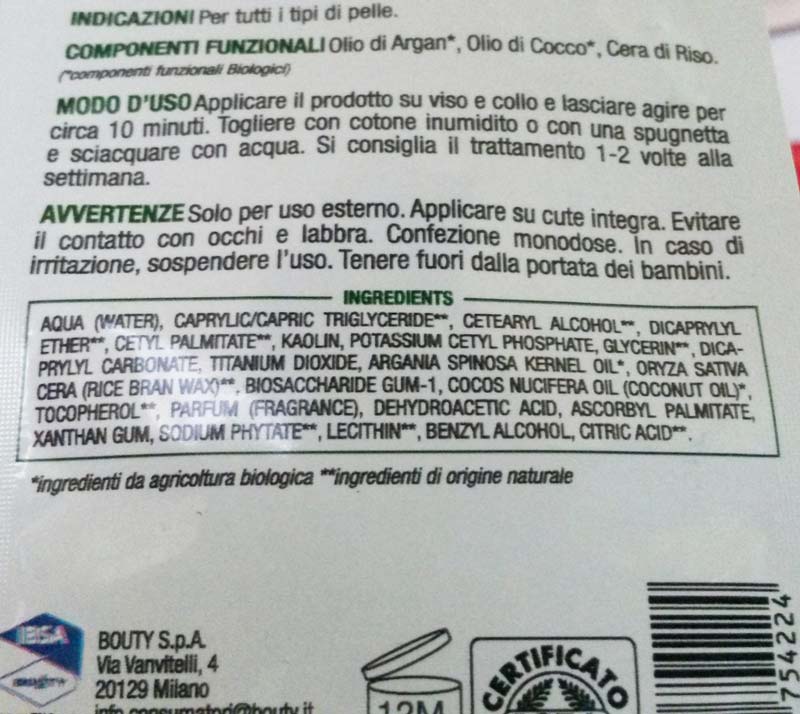 INDICAZIONI Per tutti i tipi di pelle.
COMPONENTI FUNZIONALI Olio di Argan*, Olio di Cocco*, Cera di Riso.
(*componenti funzionali Biologici)
MODO D'USO Applicare il prodotto su viso e collo e lasciare agire per
circa 10 minuti. Togliere con cotone inumidito o con una spugnetta
e sciacquare con acqua. Si consiglia il trattamento 1-2 volte alla
settimana.
AVVERTENZE Solo per uso esterno. Applicare su cute integra. Evitare
il contatto con occhi e labbra. Confezione monodose. In caso di
irritazione, sospendere l'uso. Tenere fuori dalla portata dei bambini.
INGREDIENTS
AQUA (WATER), CAPRYLIC/CAPRIC TRIGLYCERIDE**, CETEARYL ALCOHOL**, DICAPRYLYL
ETHER**, CETYL PALMITATE**, KAOLIN, POTASSIUM CETYL PHOSPHATE, GLYCERIN**, DICA-
PRYLYL CARBONATE, TITANIUM DIOXIDE, ARGANIA SPINOSA KERNEL OIL*, ORYZA SATIVA
CERA (RICE BRAN WAX)**, BIOSACCHARIDE GUM-1, COCOS NUCIFERA OIL (COCONUT OIL)*,
TOCOPHEROL**, PARFUM (FRAGRANCE), DEHYDROACETIC ACID, ASCORBYL PALMITATE,
XANTHAN GUM, SODIUM PHYTATE**, LECITHIN**, BENZYL ALCOHOL, CITRIC ACID**.
*ingredienti da agricoltura biologica **ingredienti di origine naturale
IBSA
BOUTY S.p.A.
Via Vanvitelli, 4
20129 Milano
info.consumatori@bouty.it
12M
CERTIFICATO
754224